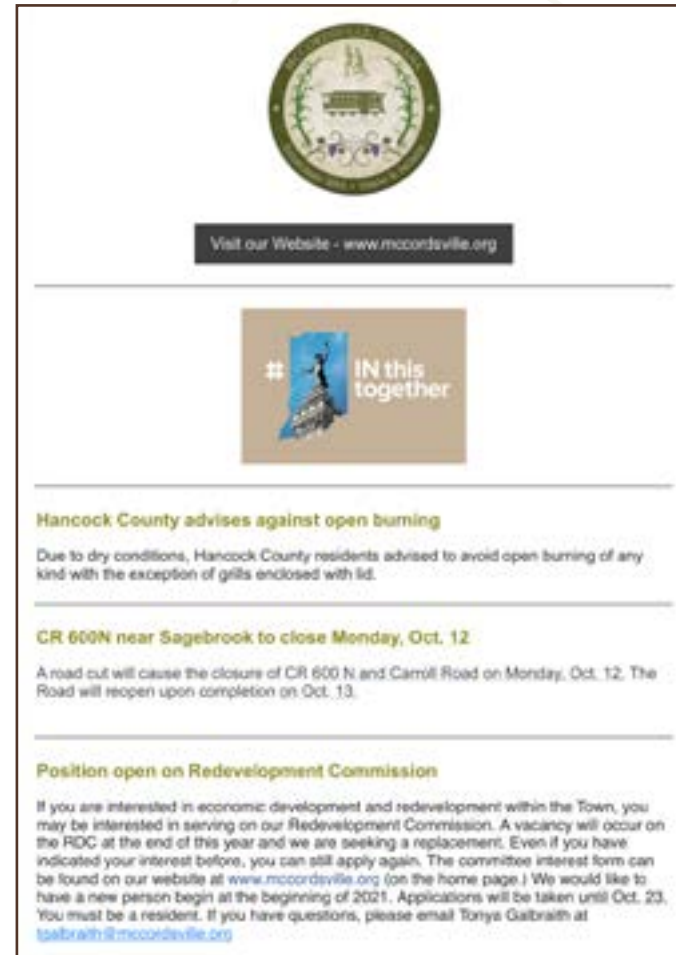 MCCORDSVILLE, INDIANA
Visit our Website - www.mccordsville.org
# IN this
together
Hancock County advises against open burning
Due to dry conditions, Hancock County residents advised to avoid open burning of any
kind with the exception of grills enclosed with lid.
CR 600N near Sagebrook to close Monday, Oct. 12
A road cut will cause the closure of CR 600 N and Carroll Road on Monday, Oct. 12. The
Road will reopen upon completion on Oct. 13.
Position open on Redevelopment Commission
If you are interested in economic development and redevelopment within the Town, you
may be interested in serving on our Redevelopment Commission. A vacancy will occur on
the RDC at the end of this year and we are seeking a replacement. Even if you have
indicated your interest before, you can still apply again. The committee interest form can
be found on our website at www.mccordsville.org (on the home page.) We would like to
have a new person begin at the beginning of 2021. Applications will be taken until Oct. 23.
You must be a resident. If you have questions, please email Tonya Galbraith at
tgalbraith@mccordsville.org